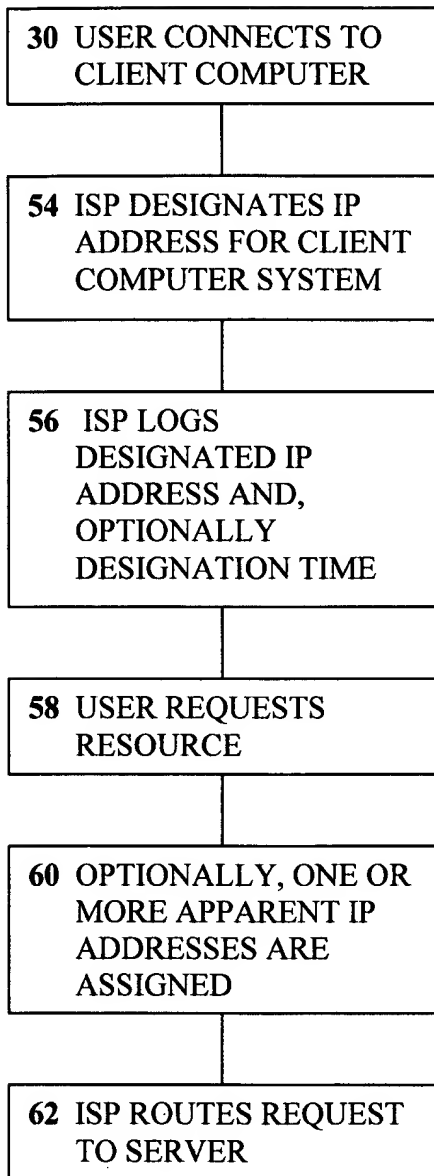 30 USER CONNECTS TO
CLIENT COMPUTER
54 ISP DESIGNATES IP
ADDRESS FOR CLIENT
COMPUTER SYSTEM
56 ISP LOGS
DESIGNATED IP
ADDRESS AND,
OPTIONALLY
DESIGNATION TIME
58 USER REQUESTS
RESOURCE
60 OPTIONALLY, ONE OR
MORE APPARENT IP
ADDRESSES ARE
ASSIGNED
62 ISP ROUTES REQUEST
TO SERVER